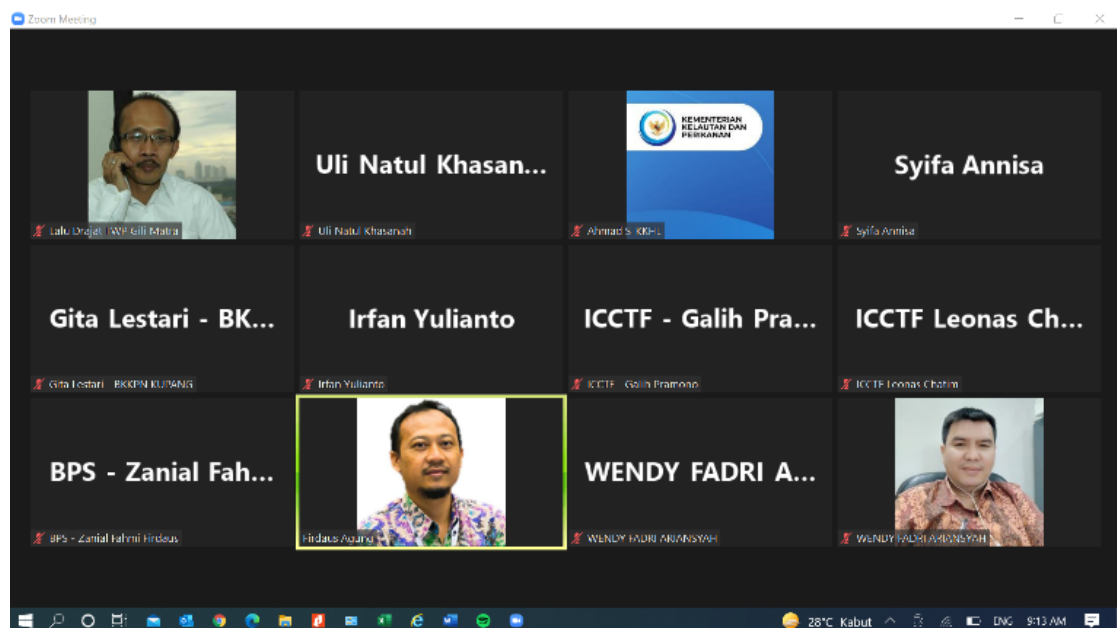 Zoom Meeting
Lalu Drajat TWP Gili Matra
Uli Natul Khasan...
Uli Natul Khasanah
KEMENTERIAN
KELAUTAN DAN
PERIKANAN
Ahmad S KKHL
Syifa Annisa
Syifa Annisa
Gita Lestari - BK...
Gita Lestari - BKKPN KUPANG
Irfan Yulianto
Irfan Yulianto
ICCTF - Galih Pra...
ICCTF - Galih Pramono
ICCTF Leonas Ch...
ICCTF Leonas Chatim
BPS - Zanial Fah...
BPS - Zanial Fahmi Firdaus
Firdaus Agung
WENDY FADRI A...
WENDY FADRI ARIANSYAH
WENDY FADRI ARIANSYAH
28°C Kabut
ENG
9:13 AM